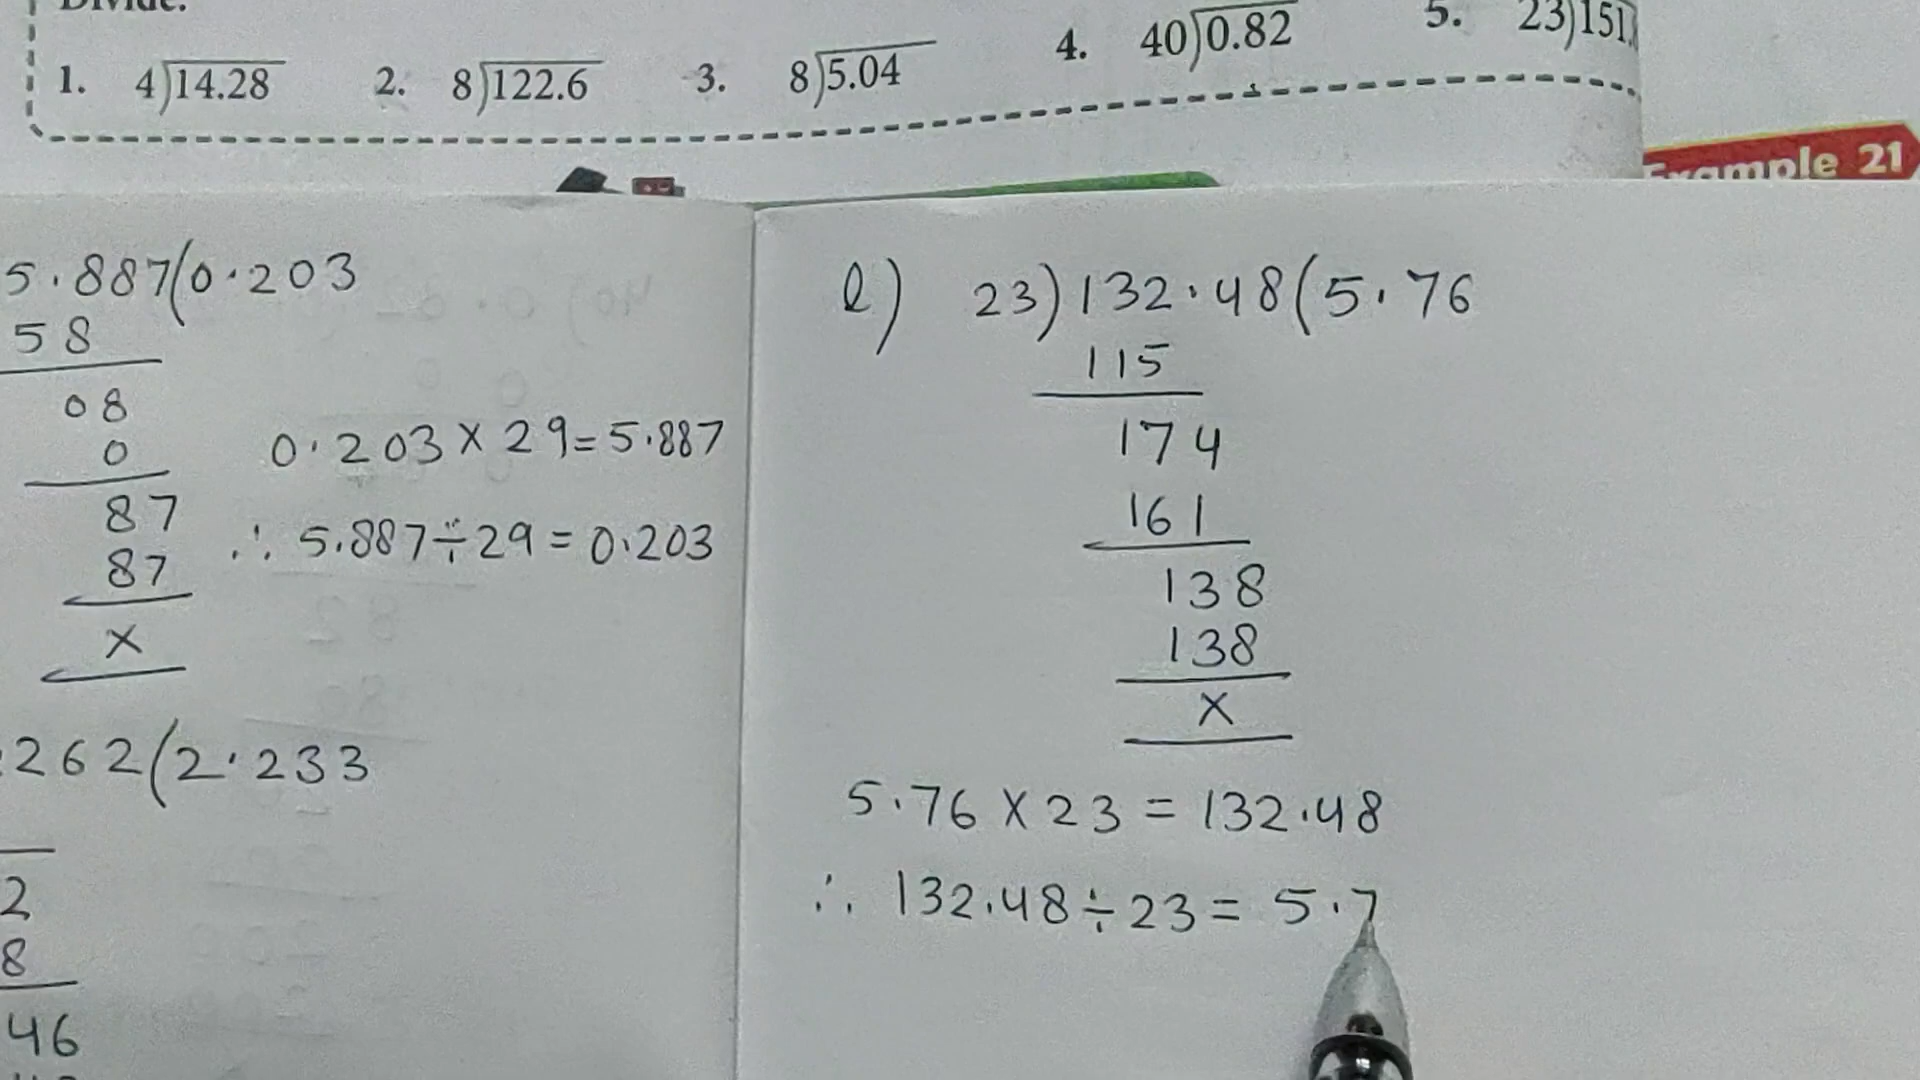 Divide.
1. 4)14.28 2. 8)122.6 3. 8)5.04 4. 40)0.82 5. 23)151
Example 21
5.887(0.203
58
08
0
87
87
x
0.203 x 29 = 5.887
∴ 5.887 ÷ 29 = 0.203
262(2.233
2
8
46
l) 23)132.48(5.76
115
174
161
138
138
x
5.76 x 23 = 132.48
∴ 132.48 ÷ 23 = 5.7